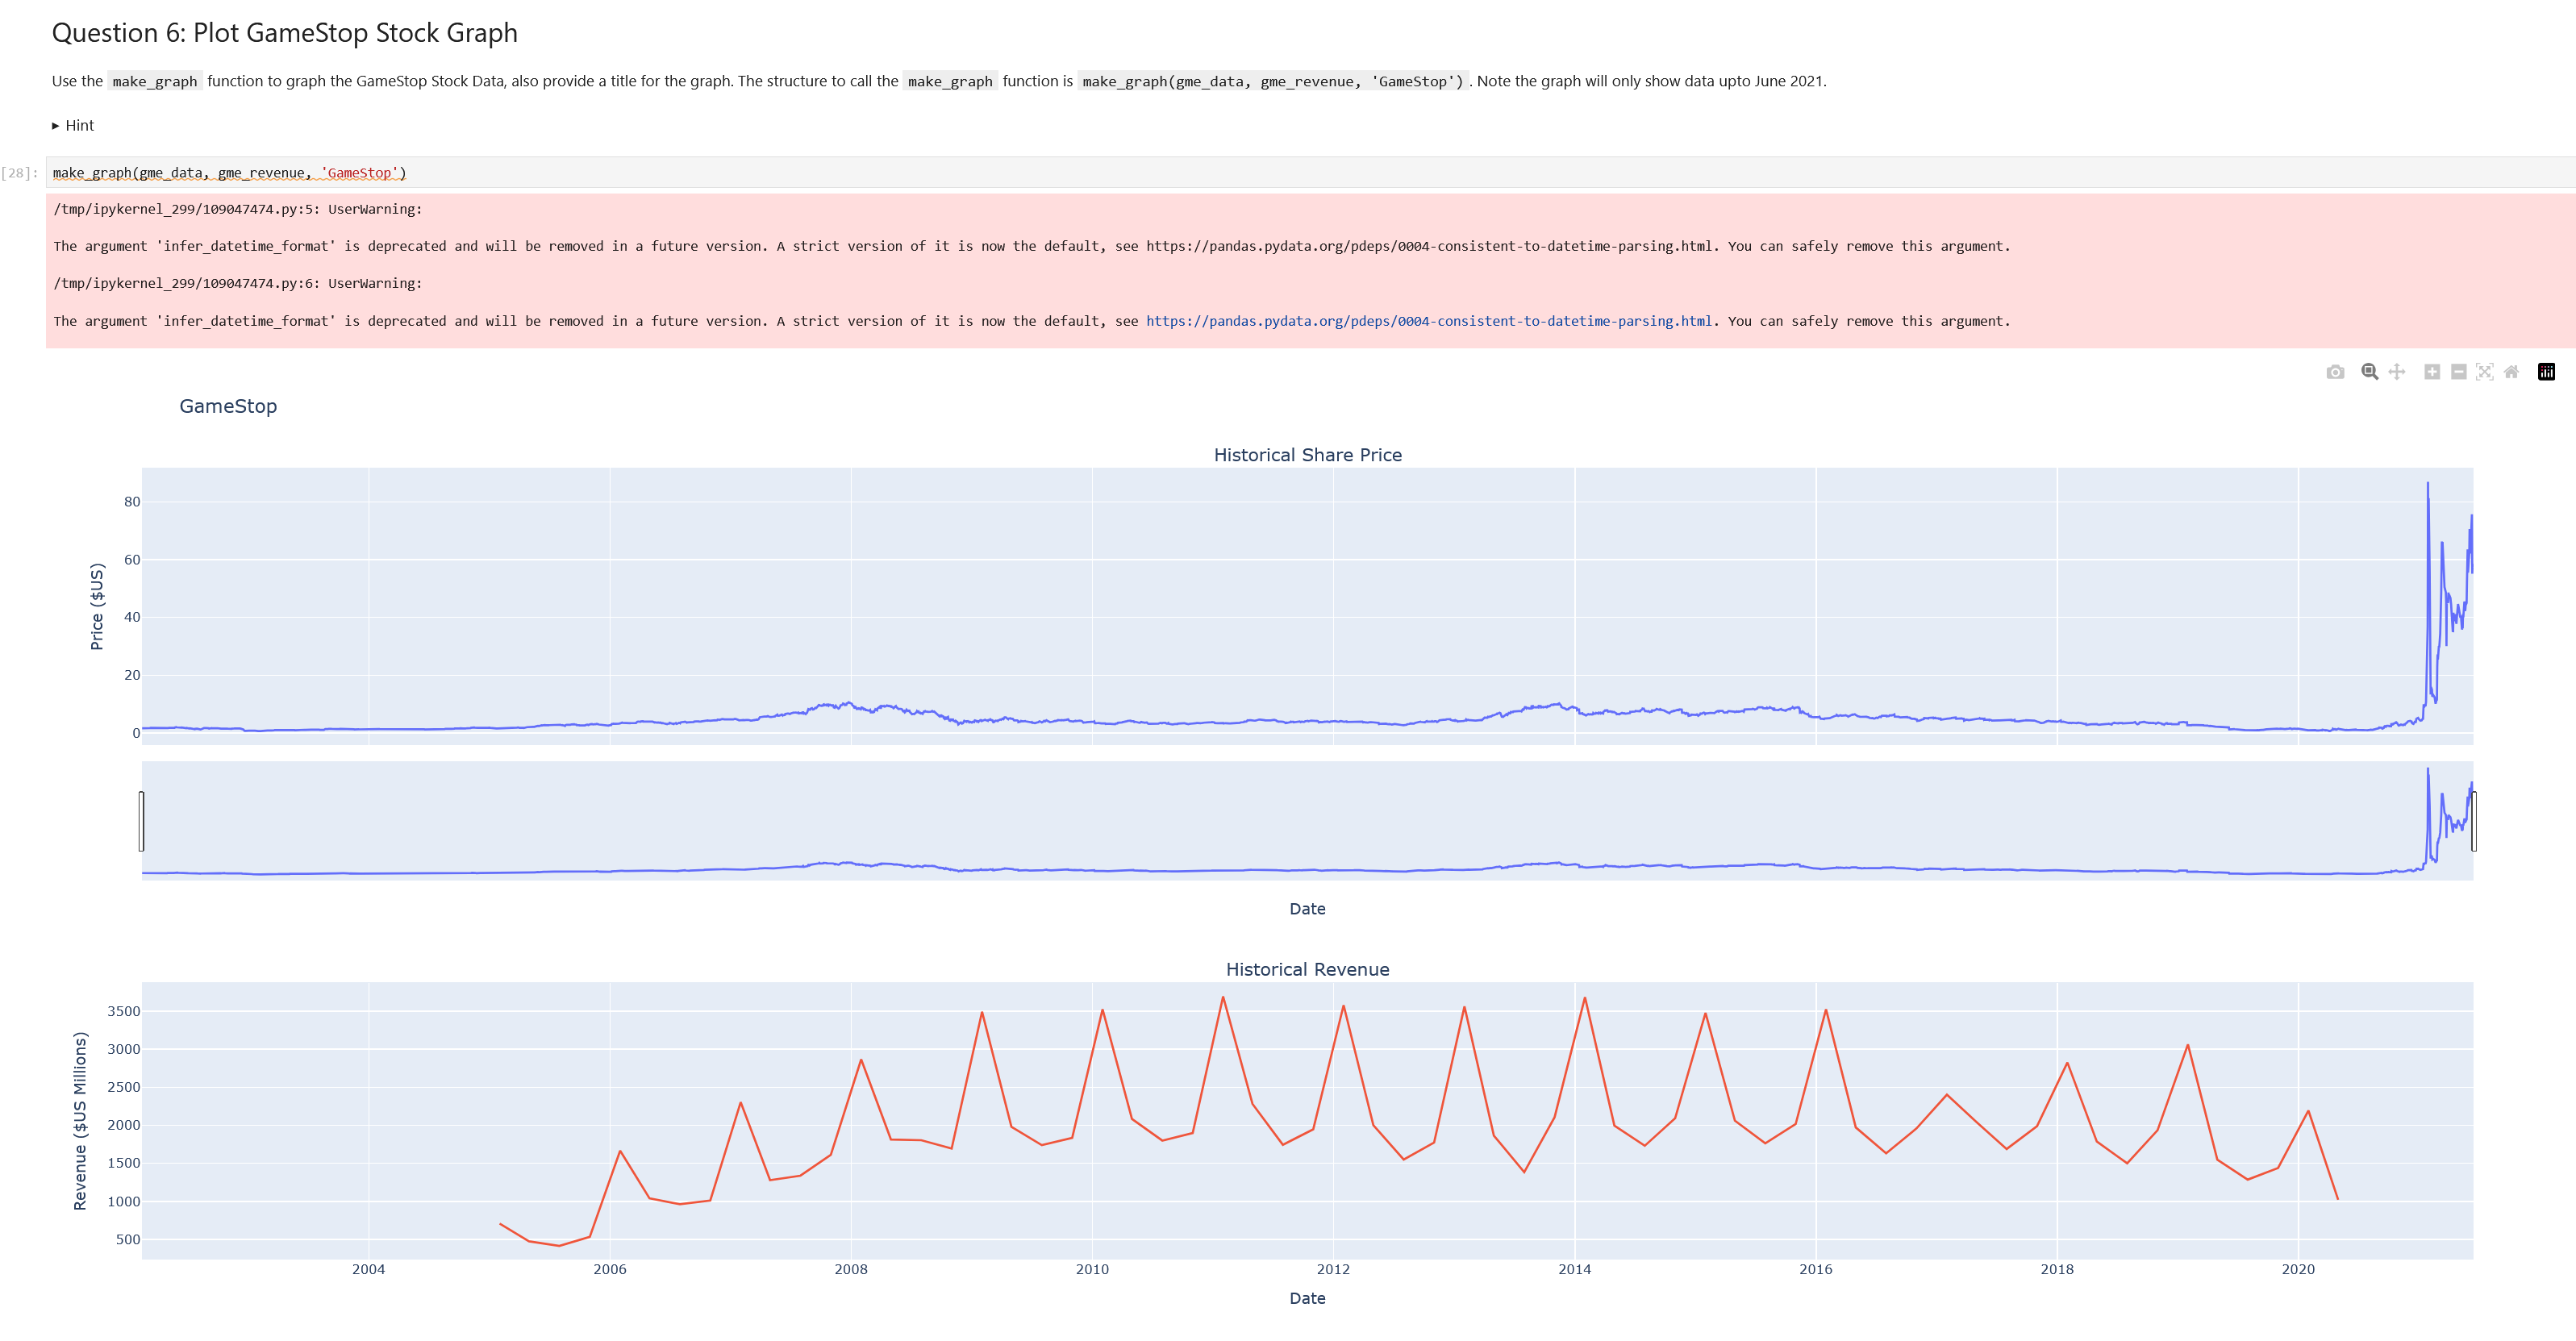 Question 6: Plot GameStop Stock Graph
Use the make_graph function to graph the GameStop Stock Data, also provide a title for the graph. The structure to call the make_graph function is make_graph(gme_data, gme_revenue, 'GameStop'). Note the graph will only show data upto June 2021.
▸ Hint
[28]: make_graph(gme_data, gme_revenue, 'GameStop')
/tmp/ipykernel_299/109047474.py:5: UserWarning:
The argument 'infer_datetime_format' is deprecated and will be removed in a future version. A strict version of it is now the default, see https://pandas.pydata.org/pdeps/0004-consistent-to-datetime-parsing.html. You can safely remove this argument.
/tmp/ipykernel_299/109047474.py:6: UserWarning:
The argument 'infer_datetime_format' is deprecated and will be removed in a future version. A strict version of it is now the default, see https://pandas.pydata.org/pdeps/0004-consistent-to-datetime-parsing.html. You can safely remove this argument.
GameStop
Historical Share Price
Price ($US)
80
60
40
20
0
Date
Historical Revenue
Revenue ($US Millions)
3500
3000
2500
2000
1500
1000
500
2004 2006 2008 2010 2012 2014 2016 2018 2020
Date